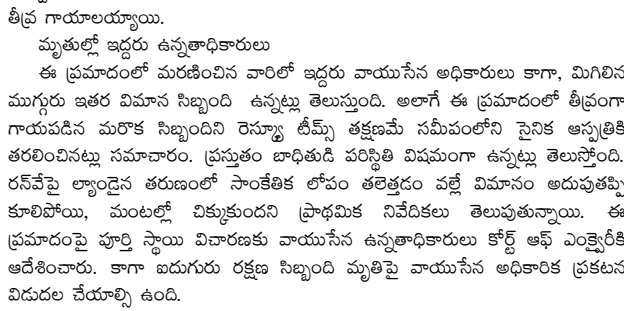 తీవ్ర గాయాలయ్యాయి.
మృతుల్లో ఇద్దరు ఉన్నతాధికారులు
ఈ ప్రమాదంలో మరణించిన వారిలో ఇద్దరు వాయుసేన అధికారులు కాగా, మిగిలిన
ముగ్గురు ఇతర విమాన సిబ్బంది ఉన్నట్లు తెలుస్తుంది. అలాగే ఈ ప్రమాదంలో తీవ్రంగా
గాయపడిన మరొక సిబ్బందిని రెస్క్యూ టీమ్స్ తక్షణమే సమీపంలోని సైనిక ఆస్పత్రికి
తరలించినట్లు సమాచారం. ప్రస్తుతం బాధితుడి పరిస్థితి విషమంగా ఉన్నట్లు తెలుస్తోంది.
రన్‌వేపై ల్యాండైన తరుణంలో సాంకేతిక లోపం తలెత్తడం వల్లే విమానం అదుపుతప్పి
కూలిపోయి, మంటల్లో చిక్కుకుందని ప్రాథమిక నివేదికలు తెలుపుతున్నాయి. ఈ
ప్రమాదంపై పూర్తి స్థాయి విచారణకు వాయుసేన ఉన్నతాధికారులు కోర్ట్ ఆఫ్ ఎంక్వైరీకి
ఆదేశించారు. కాగా ఐదుగురు రక్షణ సిబ్బంది మృతిపై వాయుసేన అధికారిక ప్రకటన
విడుదల చేయాల్సి ఉంది.